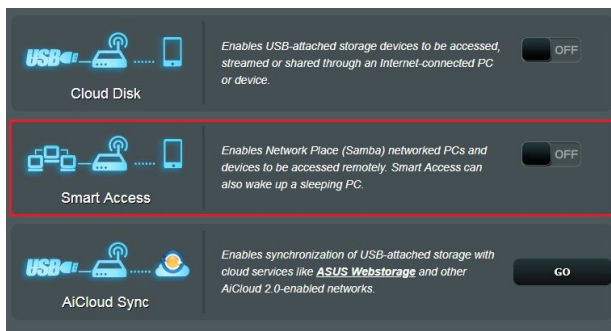 USB
Cloud Disk
Enables USB-attached storage devices to be accessed,
streamed or shared through an Internet-connected PC
or device.
OFF
Smart Access
Enables Network Place (Samba) networked PCs and
devices to be accessed remotely. Smart Access can
also wake up a sleeping PC.
OFF
USB
AiCloud Sync
Enables synchronization of USB-attached storage with
cloud services like ASUS Webstorage and other
AiCloud 2.0-enabled networks.
GO